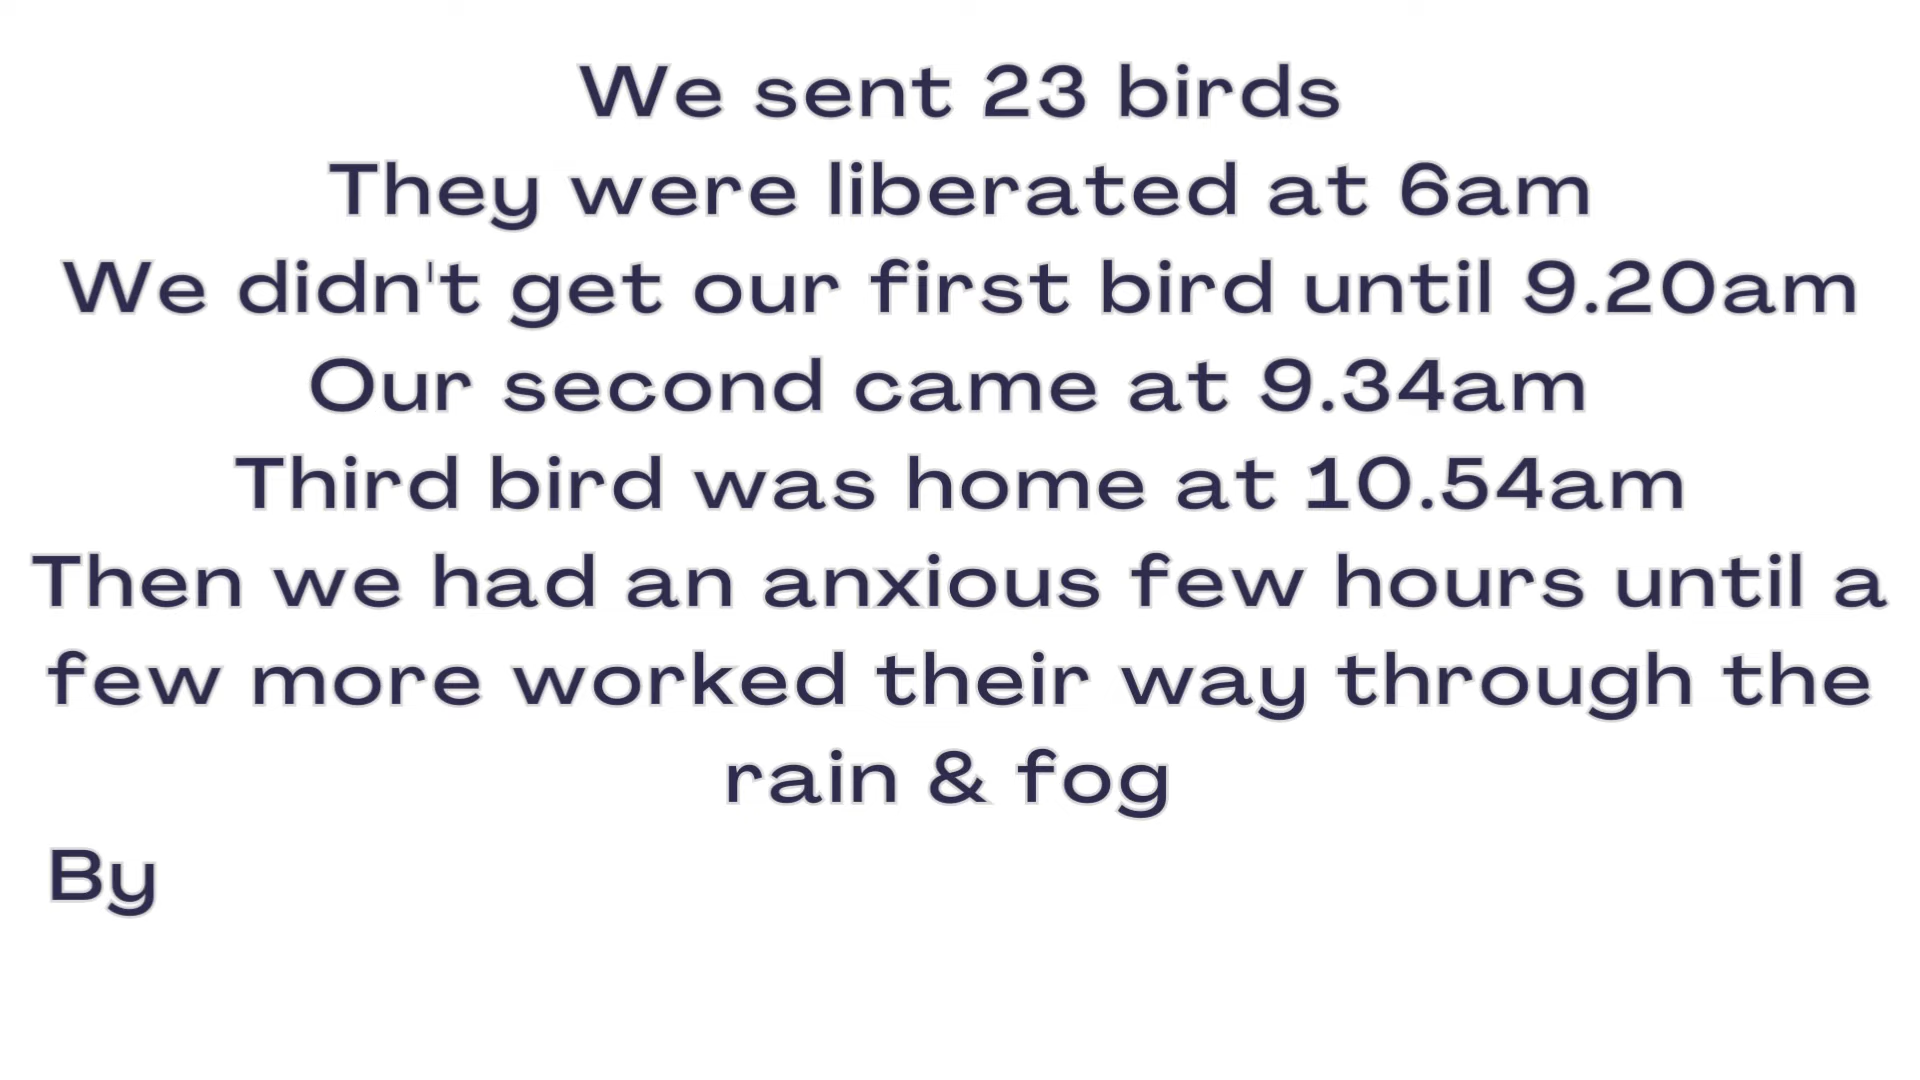 We sent 23 birds
They were liberated at 6am
We didn't get our first bird until 9.20am
Our second came at 9.34am
Third bird was home at 10.54am
Then we had an anxious few hours until a
few more worked their way through the
rain & fog
By